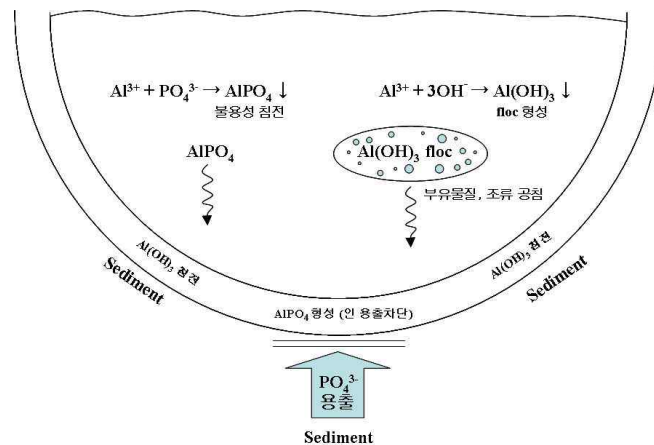 Al³⁺ + PO₄³⁻ → AlPO₄ ↓
불용성 침전
Al³⁺ + 3OH⁻ → Al(OH)₃ ↓
floc 형성
AlPO₄
Al(OH)₃ floc
부유물질, 조류 공침
Al(OH)₃ 침전
Sediment
Al(OH)₃ 침전
Sediment
AlPO₄ 형성 (인 용출차단)
PO₄³⁻
용출
Sediment